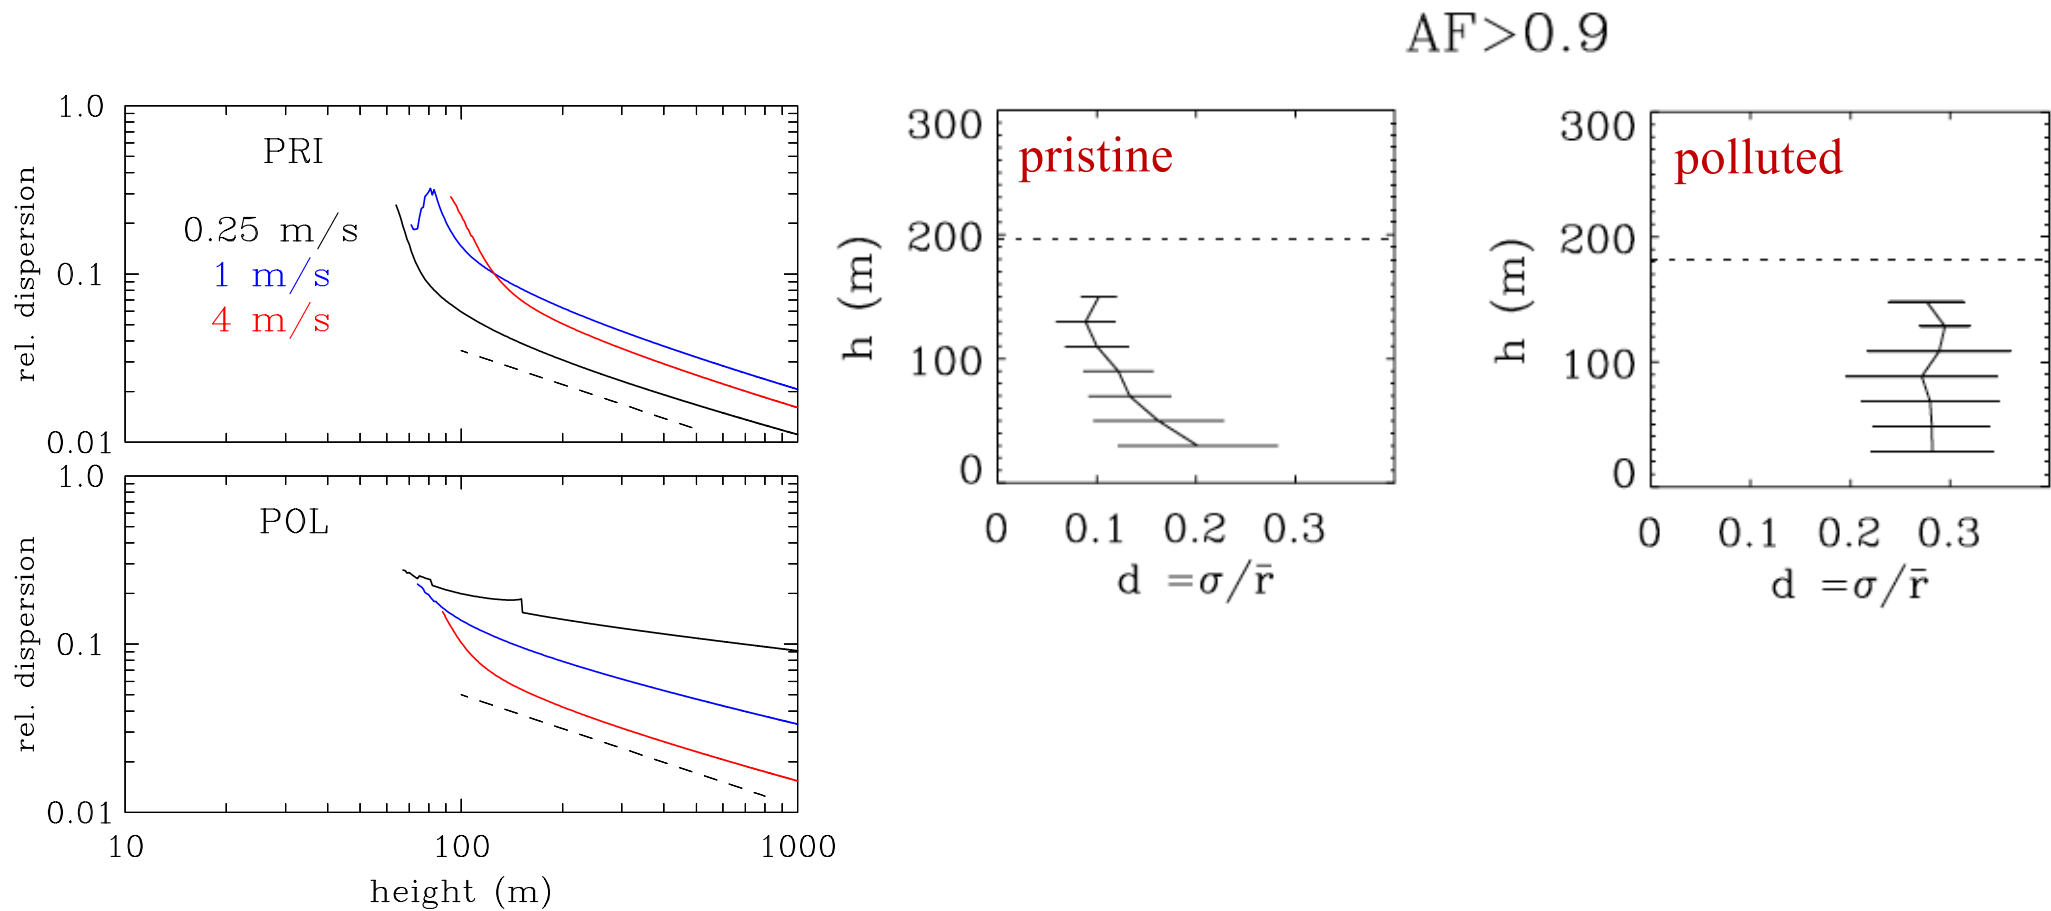 AF>0.9
1.0
PRI
rel. dispersion
0.25 m/s
1 m/s
0.1
4 m/s
0.01
1.0
POL
rel. dispersion
0.1
0.01
10 100 1000
height (m)
300
pristine
h (m)
200
100
0
0 0.1 0.2 0.3
d =σ/r̄
300
polluted
h (m)
200
100
0
0 0.1 0.2 0.3
d =σ/r̄